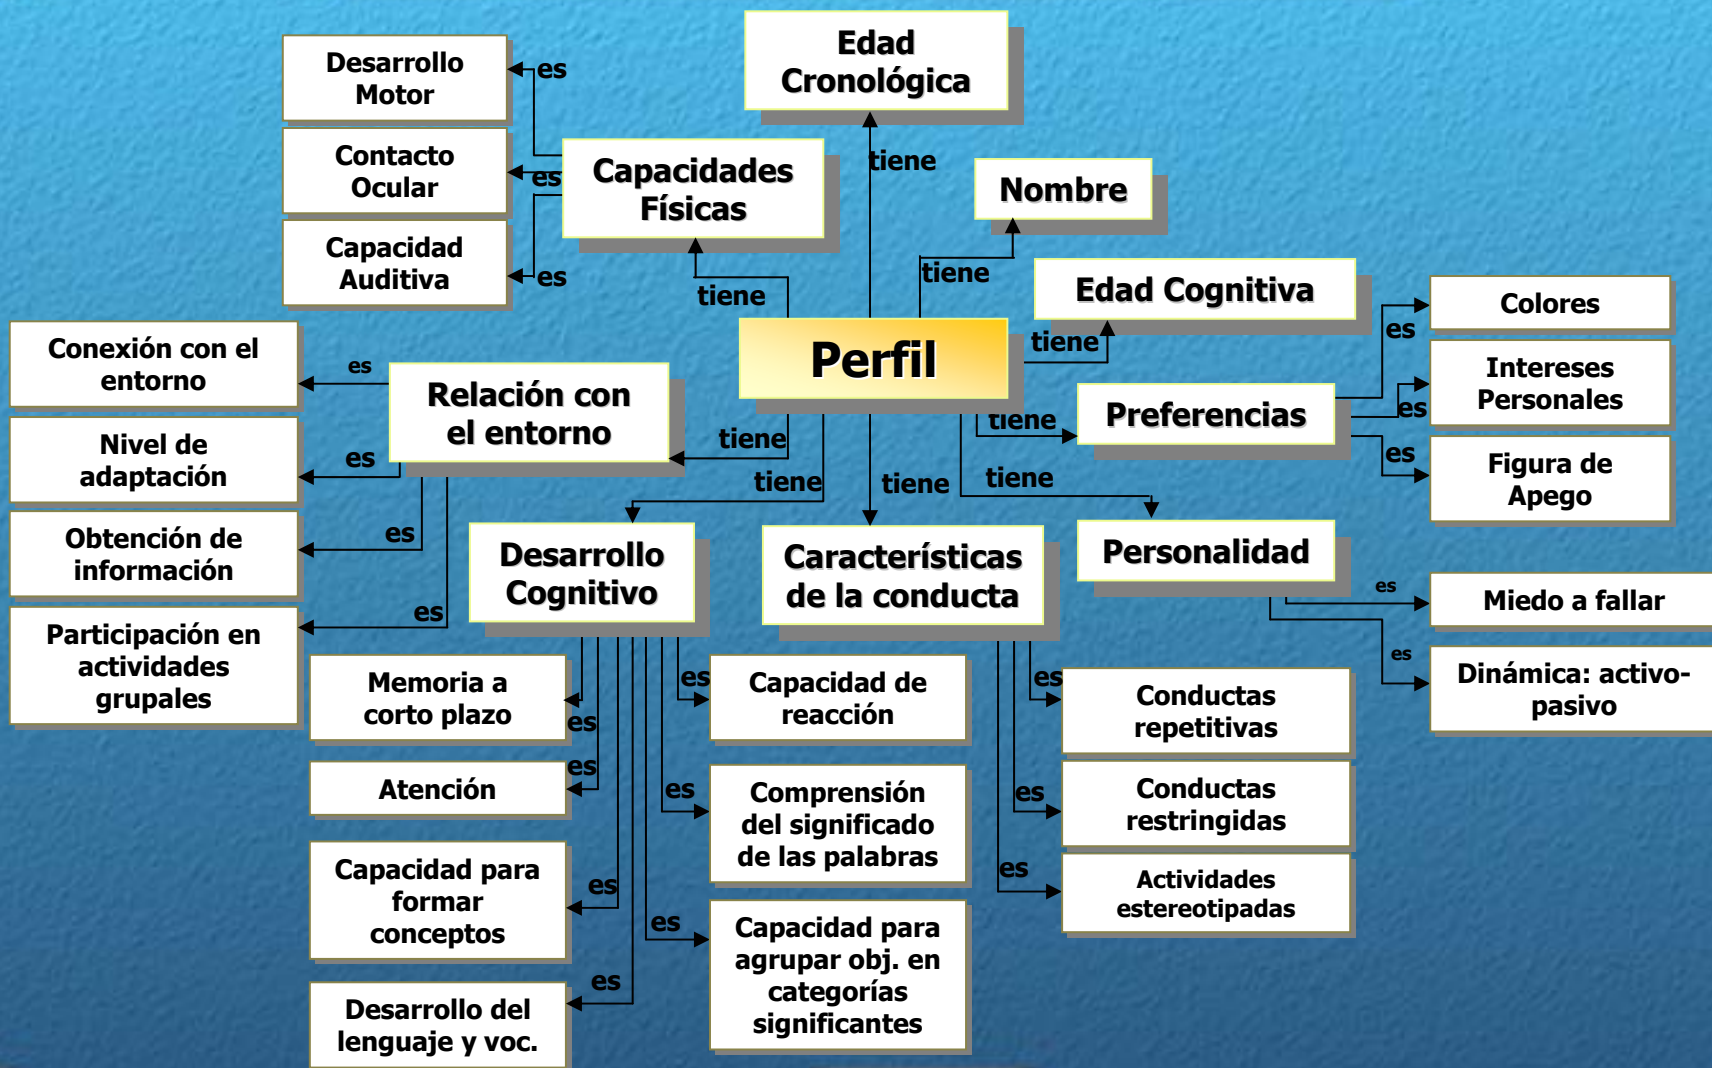 Edad
Cronológica
Desarrollo
Motor
es
Contacto
Ocular
es
Capacidades
Físicas
tiene
Nombre
Capacidad
Auditiva
es
tiene
tiene
Edad Cognitiva
Colores
es
Perfil
tiene
Conexión con el
entorno
es
Relación con
el entorno
tiene
Preferencias
tiene
Intereses
Personales
es
Nivel de
adaptación
es
tiene
tiene
tiene
Figura de
Apego
es
Obtención de
información
es
Desarrollo
Cognitivo
Característicias
de la conducta
Personalidad
Participación en
actividades
grupales
es
es
Miedo a fallar
es
Dinámica: activo-
pasivo
Memoria a
corto plazo
es
es
Capacidad de
reacción
es
Conductas
repetitivas
Atención
es
es
Comprensión
del significado
de las palabras
es
Conductas
restringidas
Capacidad para
formar
conceptos
es
es
Capacidad para
agrupar obj. en
categorías
significantes
es
Actividades
estereotipadas
Desarrollo del
lenguaje y voc.
es